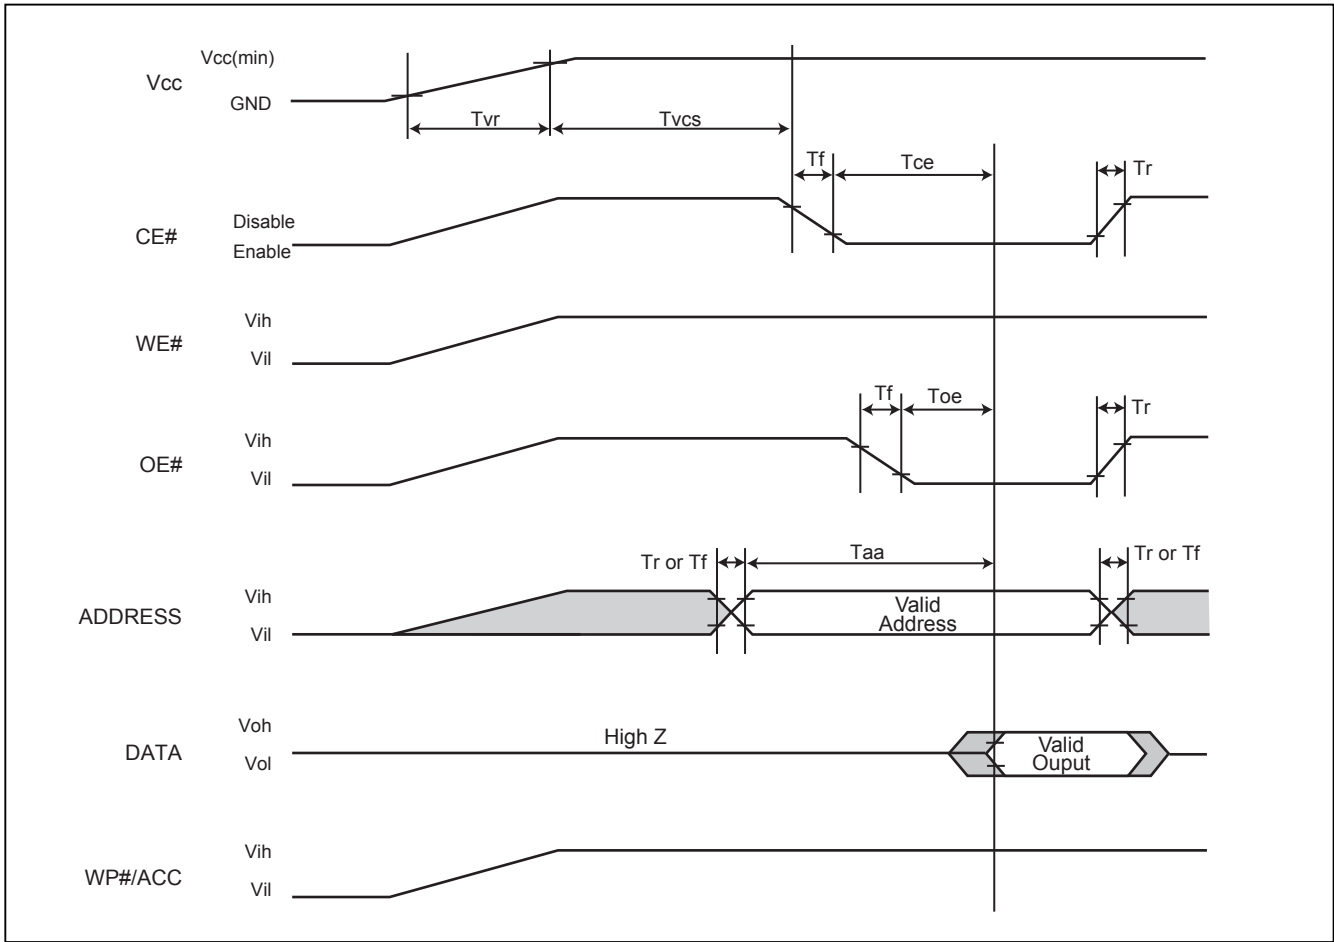 Vcc(min)
Vcc
GND
Tvr
Tvcs
Tf
Tce
Tr
Disable
CE#
Enable
Vih
WE#
Vil
Tf
Toe
Tr
Vih
OE#
Vil
Tr or Tf
Taa
Tr or Tf
Vih
ADDRESS
Vil
Valid
Address
Voh
DATA
Vol
High Z
Valid
Ouput
Vih
WP#/ACC
Vil